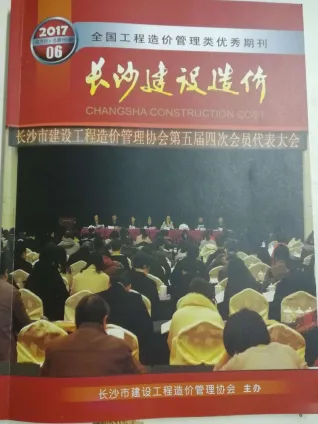 2017
06
全国工程造价管理类优秀期刊
长沙建设造价
CHANGSHA CONSTRUCTION COST
长沙市建设工程造价管理协会第五届四次会员代表大会
长沙市建设工程造价管理协会 主办